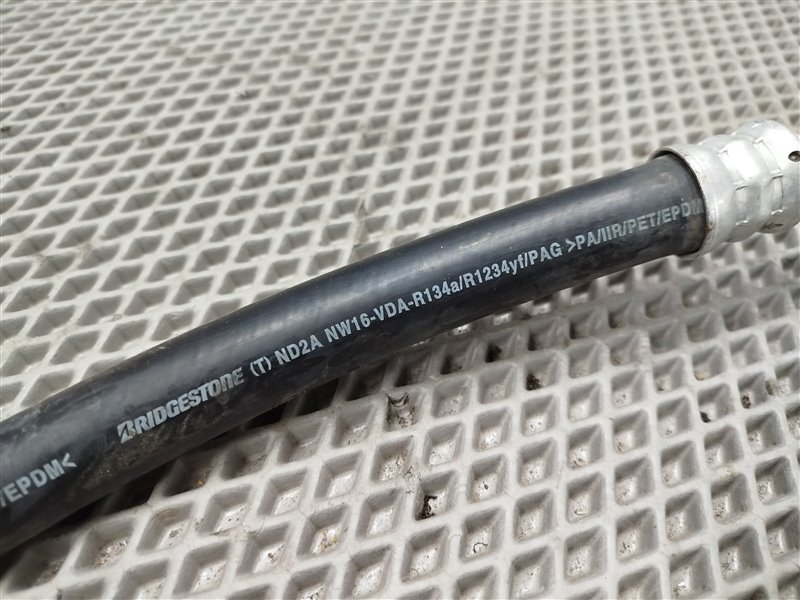 /EPDM< BRIDGESTONE (T) ND2A NW16-VDA-R134a/R1234yf/PAG >PA/IIR/PET/EPDM